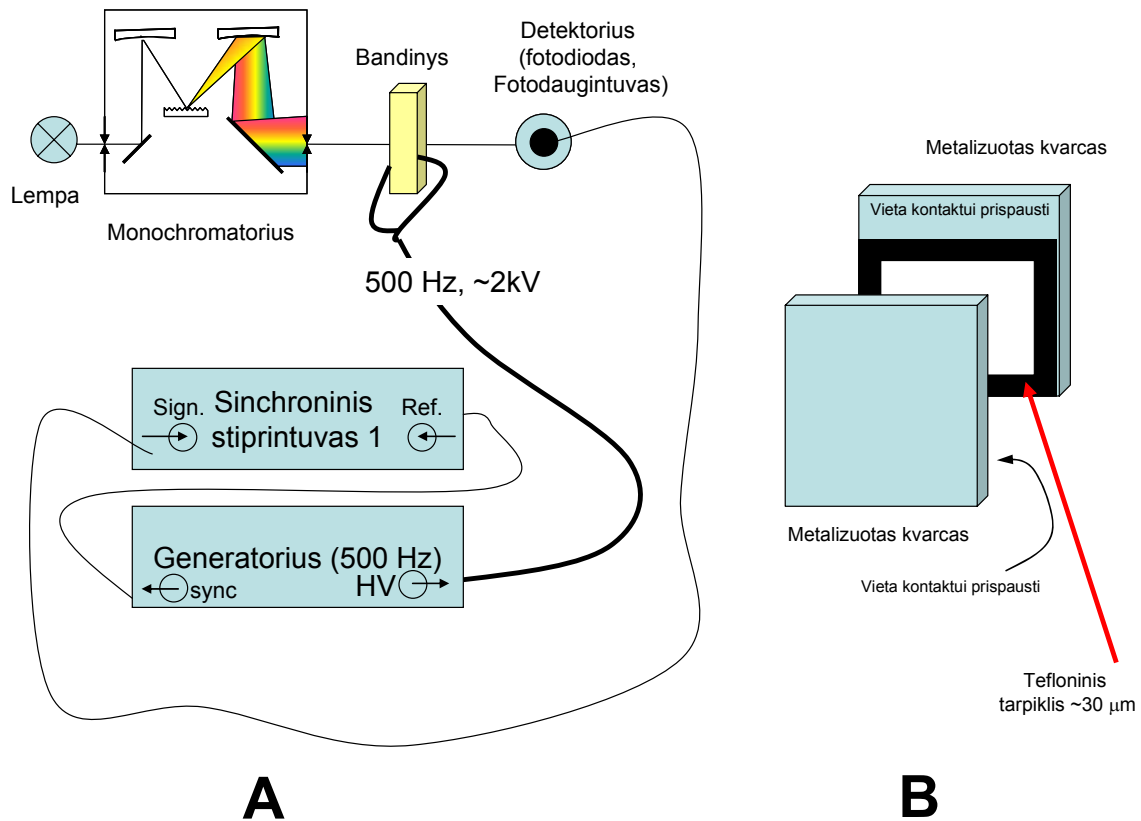 Detektorius
(fotodiodas,
Fotodaugintuvas)
Bandinys
Lempa
Monochromatorius
500 Hz, ~2kV
Sign.
Sinchroninis
stiprintuvas 1
Ref.
Generatorius (500 Hz)
sync
HV
A
Metalizuotas kvarcas
Vieta kontaktui prispausti
Metalizuotas kvarcas
Vieta kontaktui prispausti
Tefloninis
tarpiklis ~30 μm
B